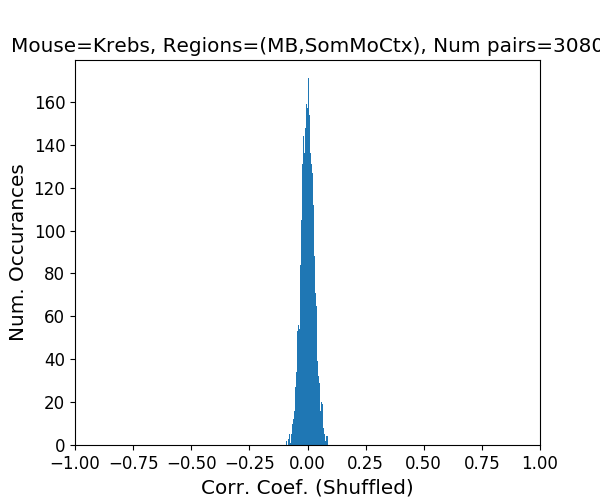 Mouse=Krebs, Regions=(MB,SomMoCtx), Num pairs=3080
Num. Occurances
160
140
120
100
80
60
40
20
0
−1.00 −0.75 −0.50 −0.25 0.00 0.25 0.50 0.75 1.00
Corr. Coef. (Shuffled)